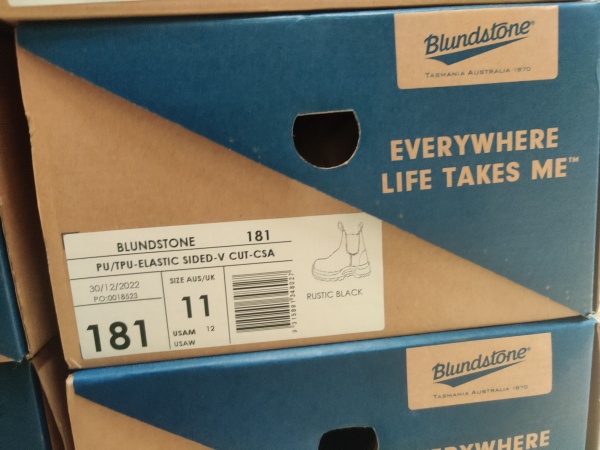 Blundstone®
TASMANIA AUSTRALIA 1870
EVERYWHERE
LIFE TAKES ME™
BLUNDSTONE 181
PU/TPU-ELASTIC SIDED-V CUT-CSA
30/12/2022
PO:0018523
181
SIZE AUS/UK
11
USAM 12
USAW
RUSTIC BLACK
Blundstone®
TASMANIA AUSTRALIA 1870